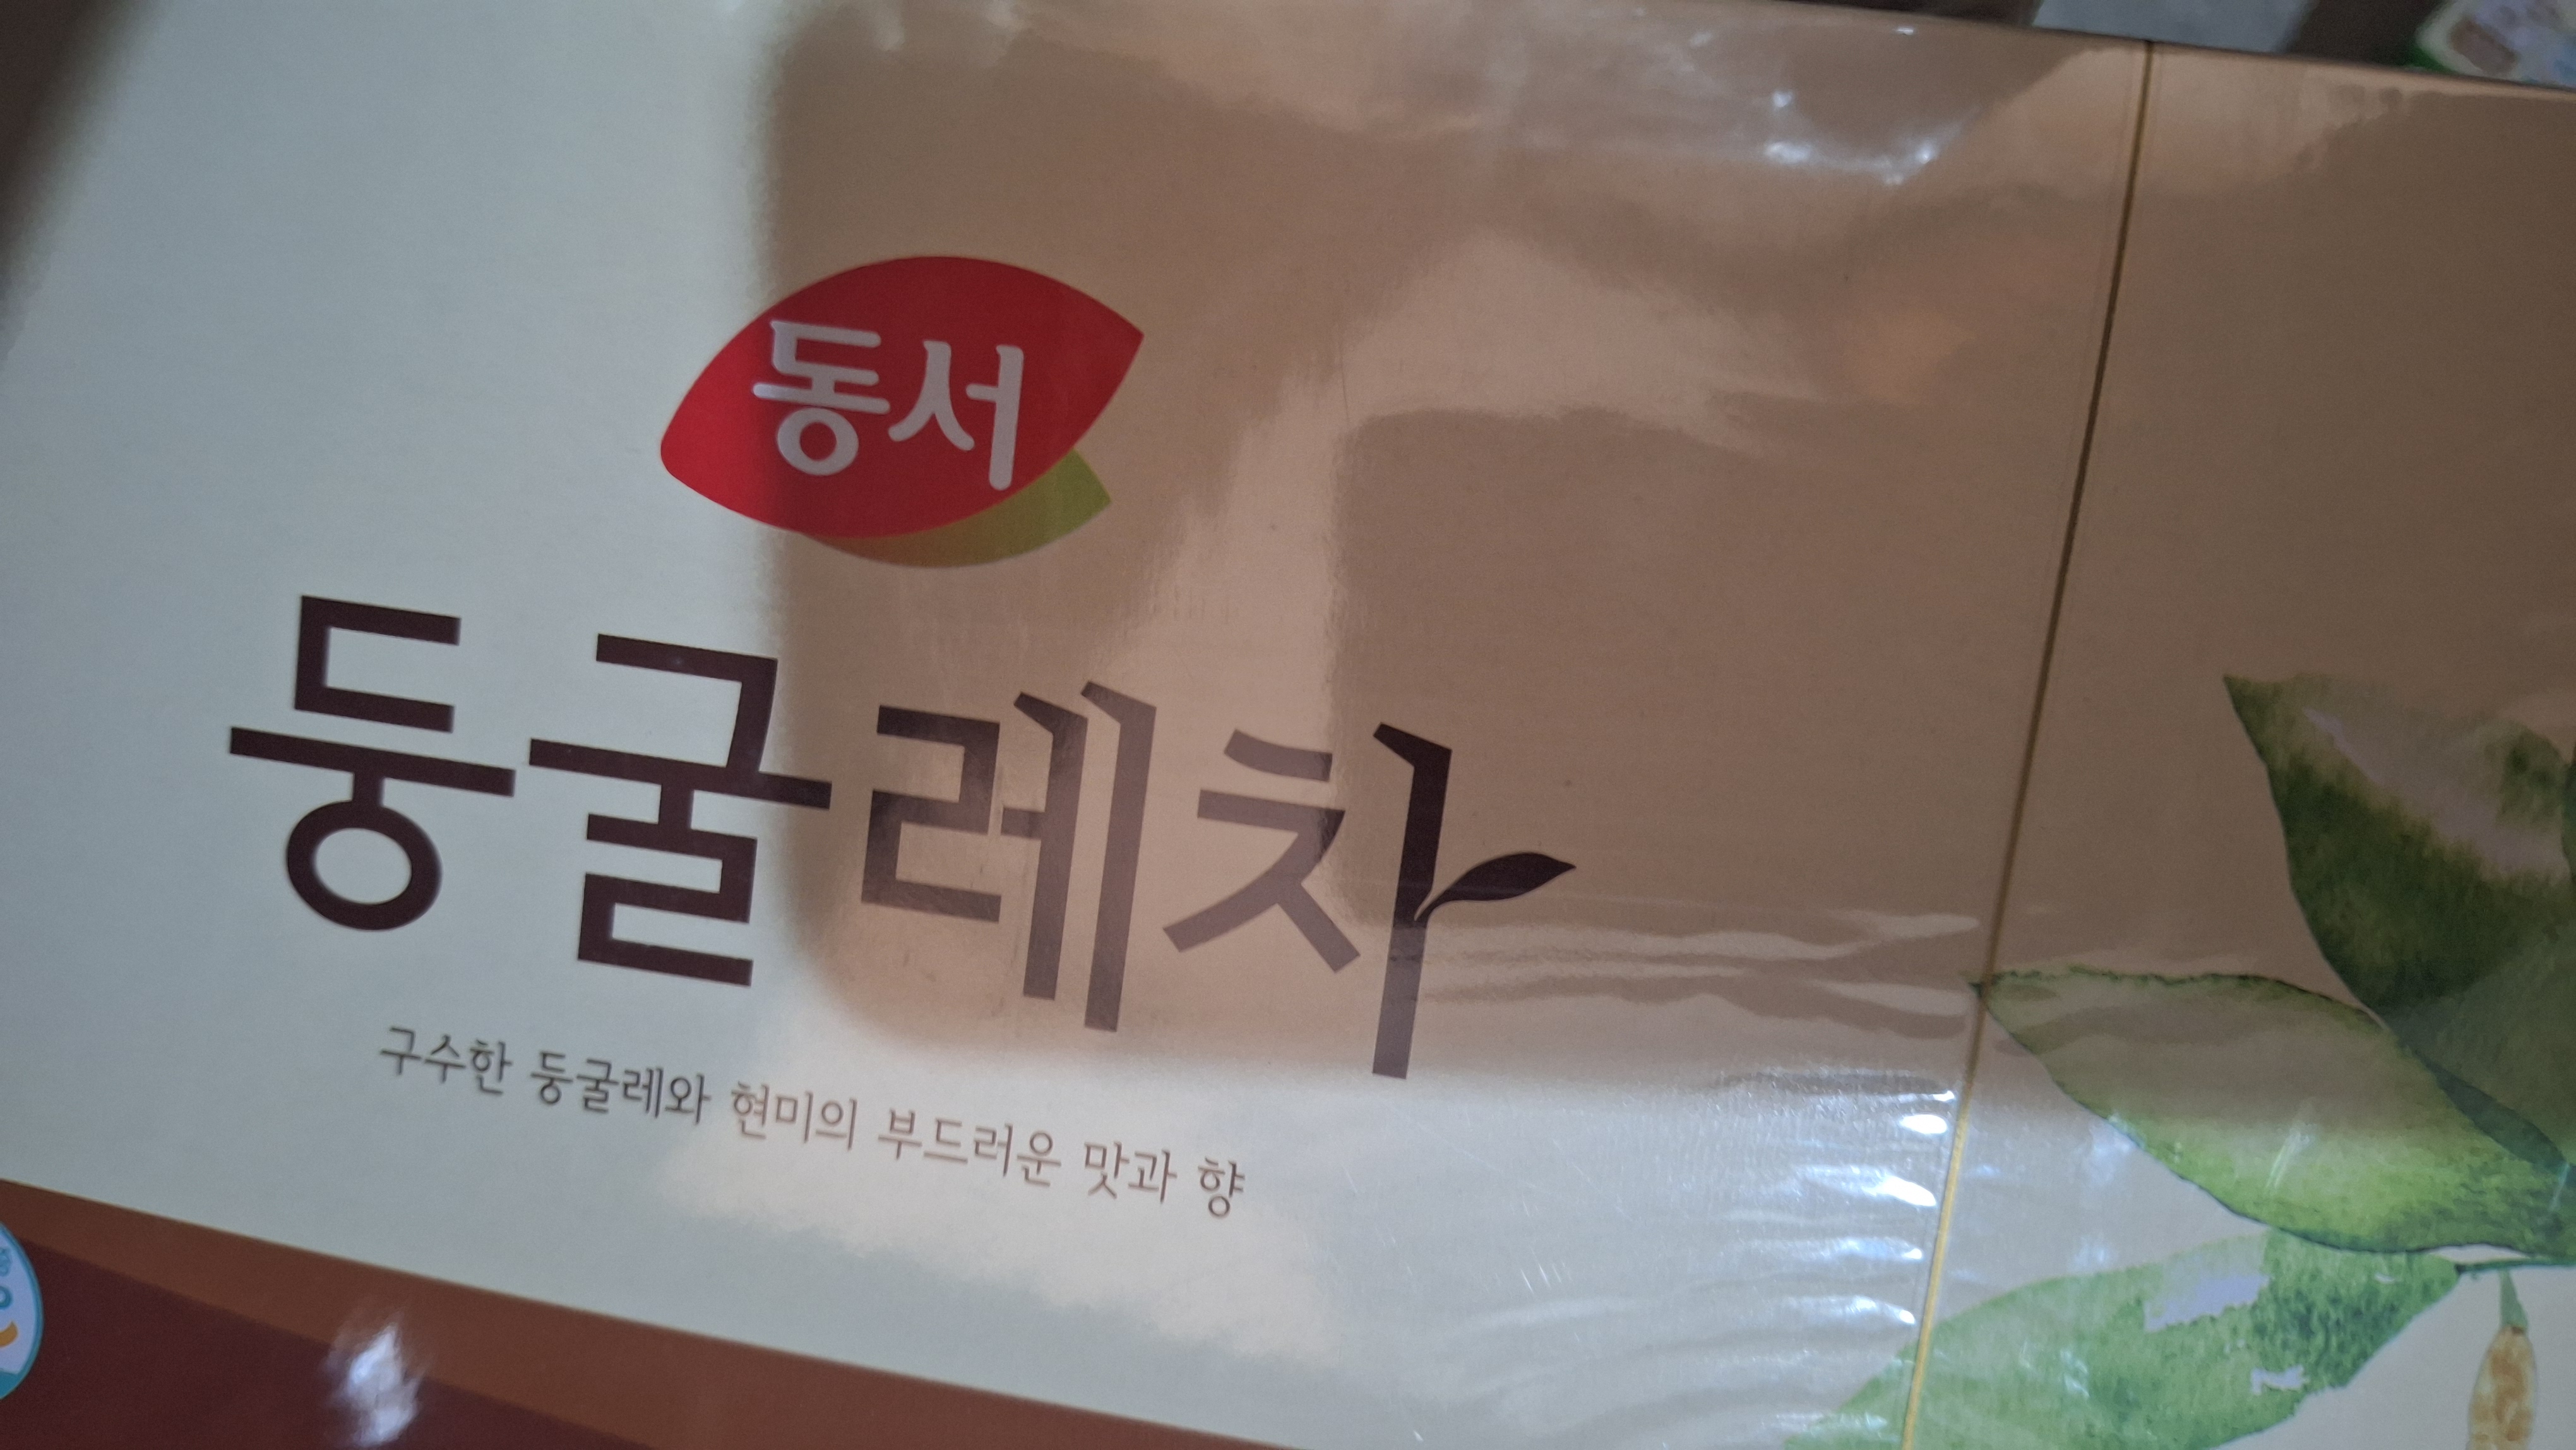 동서
둥굴레차
구수한 둥굴레와 현미의 부드러운 맛과 향